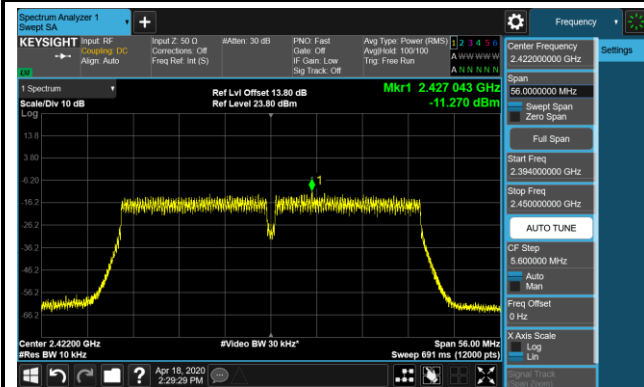 Spectrum Analyzer 1
Swept SA
Frequency
KEYSIGHT
Input: RF
Coupling: DC
Align: Auto
Input Z: 50 Ω
Corrections: Off
Freq Ref: Int (S)
#Atten: 30 dB
PNO: Fast
Gate: Off
IF Gain: Low
Sig Track: Off
Avg Type: Power (RMS)
Avg|Hold: 100/100
Trig: Free Run
1 2 3 4 5 6
A W W W W W
A N N N N N
LXI
Center Frequency
2.422000000 GHz
Settings
Span
56.0000000 MHz
Swept Span
Zero Span
Full Span
Start Freq
2.394000000 GHz
Stop Freq
2.450000000 GHz
AUTO TUNE
CF Step
5.600000 MHz
Auto
Man
Freq Offset
0 Hz
X Axis Scale
Log
Lin
Signal Track
(Span Zoom)
1 Spectrum
Scale/Div 10 dB
Log
Ref Lvl Offset 13.80 dB
Ref Level 23.80 dBm
Mkr1 2.427 043 GHz
-11.270 dBm
13.8
3.80
-6.20
-16.2
-26.2
-36.2
-46.2
-56.2
-66.2
1
Center 2.42200 GHz
#Res BW 10 kHz
#Video BW 30 kHz*
Span 56.00 MHz
Sweep 691 ms (12000 pts)
?
Apr 18, 2020
2:29:29 PM